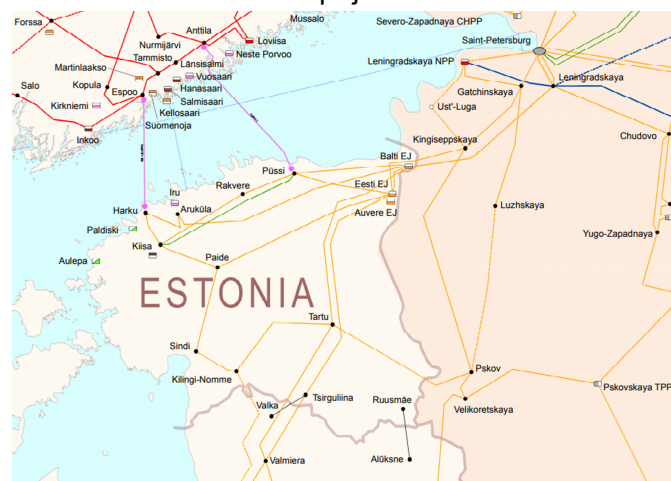 Forssa
Anttila
Mussalo
Severo-Zapadnaya CHPP
Saint-Petersburg
Nurmijärvi
Tammisto
Loviisa
Neste Porvoo
Martinlaakso
Länsisalmi
Vuosaari
Leningradskaya NPP
Leningradskaya
Salo
Kopula
Espoo
Hanasaari
Salmisaari
Gatchinskaya
Kirkniemi
Kellosaari
Suomenoja
Ust'-Luga
Inkoo
Kingiseppskaya
Chudovo
Balti EJ
Püssi
Eesti EJ
Iru
Rakvere
Auvere EJ
Harku
Aruküla
Luzhskaya
Paldiski
Kiisa
Yugo-Zapadnaya
Aulepa
Paide
ESTONIA
Tartu
Sindi
Kilingi-Nomme
Pskov
Pskovskaya TPP
Tsirguliina
Valka
Ruusmäe
Velikoretskaya
Valmiera
Alūksne